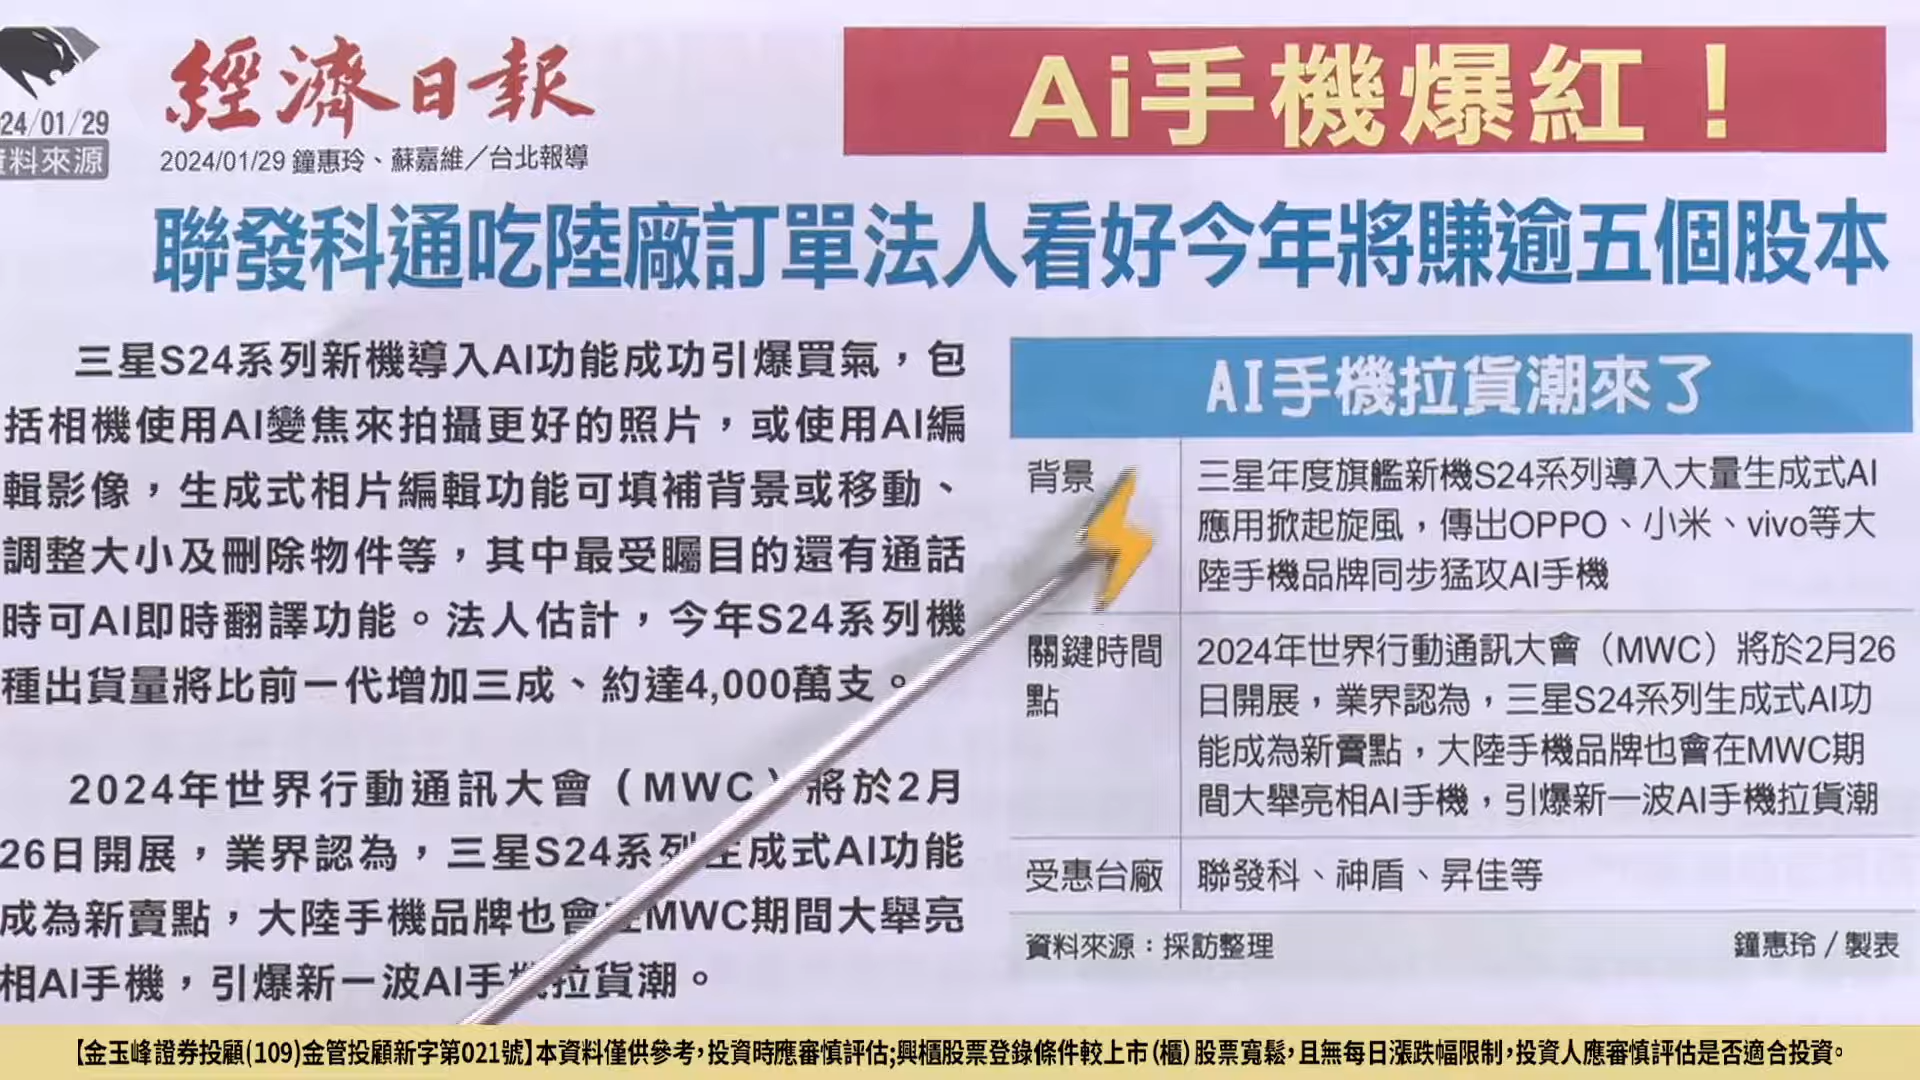 經濟日報
24/01/29
資料來源
2024/01/29 鐘惠玲、蘇嘉維／台北報導
Ai手機爆紅！
聯發科通吃陸廠訂單法人看好今年將賺逾五個股本
三星S24系列新機導入AI功能成功引爆買氣，包
括相機使用AI變焦來拍攝更好的照片，或使用AI編
輯影像，生成式相片編輯功能可填補背景或移動、
調整大小及刪除物件等，其中最受矚目的還有通話
時可AI即時翻譯功能。法人估計，今年S24系列機
種出貨量將比前一代增加三成、約達4,000萬支。
2024年世界行動通訊大會（MWC）將於2月
26日開展，業界認為，三星S24系列生成式AI功能
成為新賣點，大陸手機品牌也會在MWC期間大舉亮
相AI手機，引爆新一波AI手機拉貨潮。
AI手機拉貨潮來了
背景
三星年度旗艦新機S24系列導入大量生成式AI
應用掀起旋風，傳出OPPO、小米、vivo等大
陸手機品牌同步猛攻AI手機
關鍵時間
點
2024年世界行動通訊大會（MWC）將於2月26
日開展，業界認為，三星S24系列生成式AI功
能成為新賣點，大陸手機品牌也會在MWC期
間大舉亮相AI手機，引爆新一波AI手機拉貨潮
受惠台廠
聯發科、神盾、昇佳等
資料來源：採訪整理
鐘惠玲／製表
【金玉峰證券投顧(109)金管投顧新字第021號】本資料僅供參考，投資時應審慎評估；興櫃股票登錄條件較上市（櫃）股票寬鬆，且無每日漲跌幅限制，投資人應審慎評估是否適合投資。